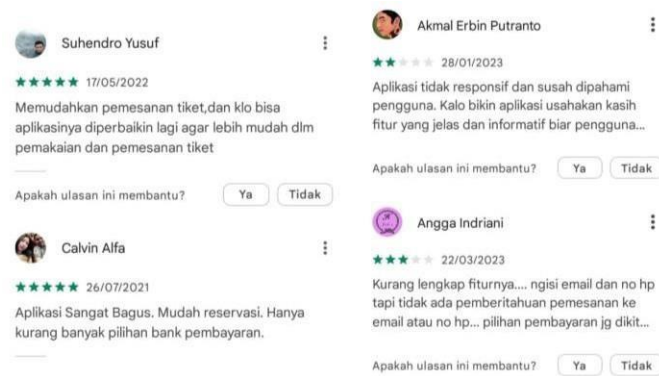 Suhendro Yusuf
17/05/2022
Memudahkan pemesanan tiket,dan klo bisa
aplikasinya diperbaikin lagi agar lebih mudah dlm
pemakaian dan pemesanan tiket
Apakah ulasan ini membantu? Ya Tidak
Calvin Alfa
26/07/2021
Aplikasi Sangat Bagus. Mudah reservasi. Hanya
kurang banyak pilihan bank pembayaran.
Akmal Erbin Putranto
28/01/2023
Aplikasi tidak responsif dan susah dipahami
pengguna. Kalo bikin aplikasi usahakan kasih
fitur yang jelas dan informatif biar pengguna...
Apakah ulasan ini membantu? Ya Tidak
Angga Indriani
22/03/2023
Kurang lengkap fiturnya.... ngisi email dan no hp
tapi tidak ada pemberitahuan pemesanan ke
email atau no hp... pilihan pembayaran jg dikit...
Apakah ulasan ini membantu? Ya Tidak